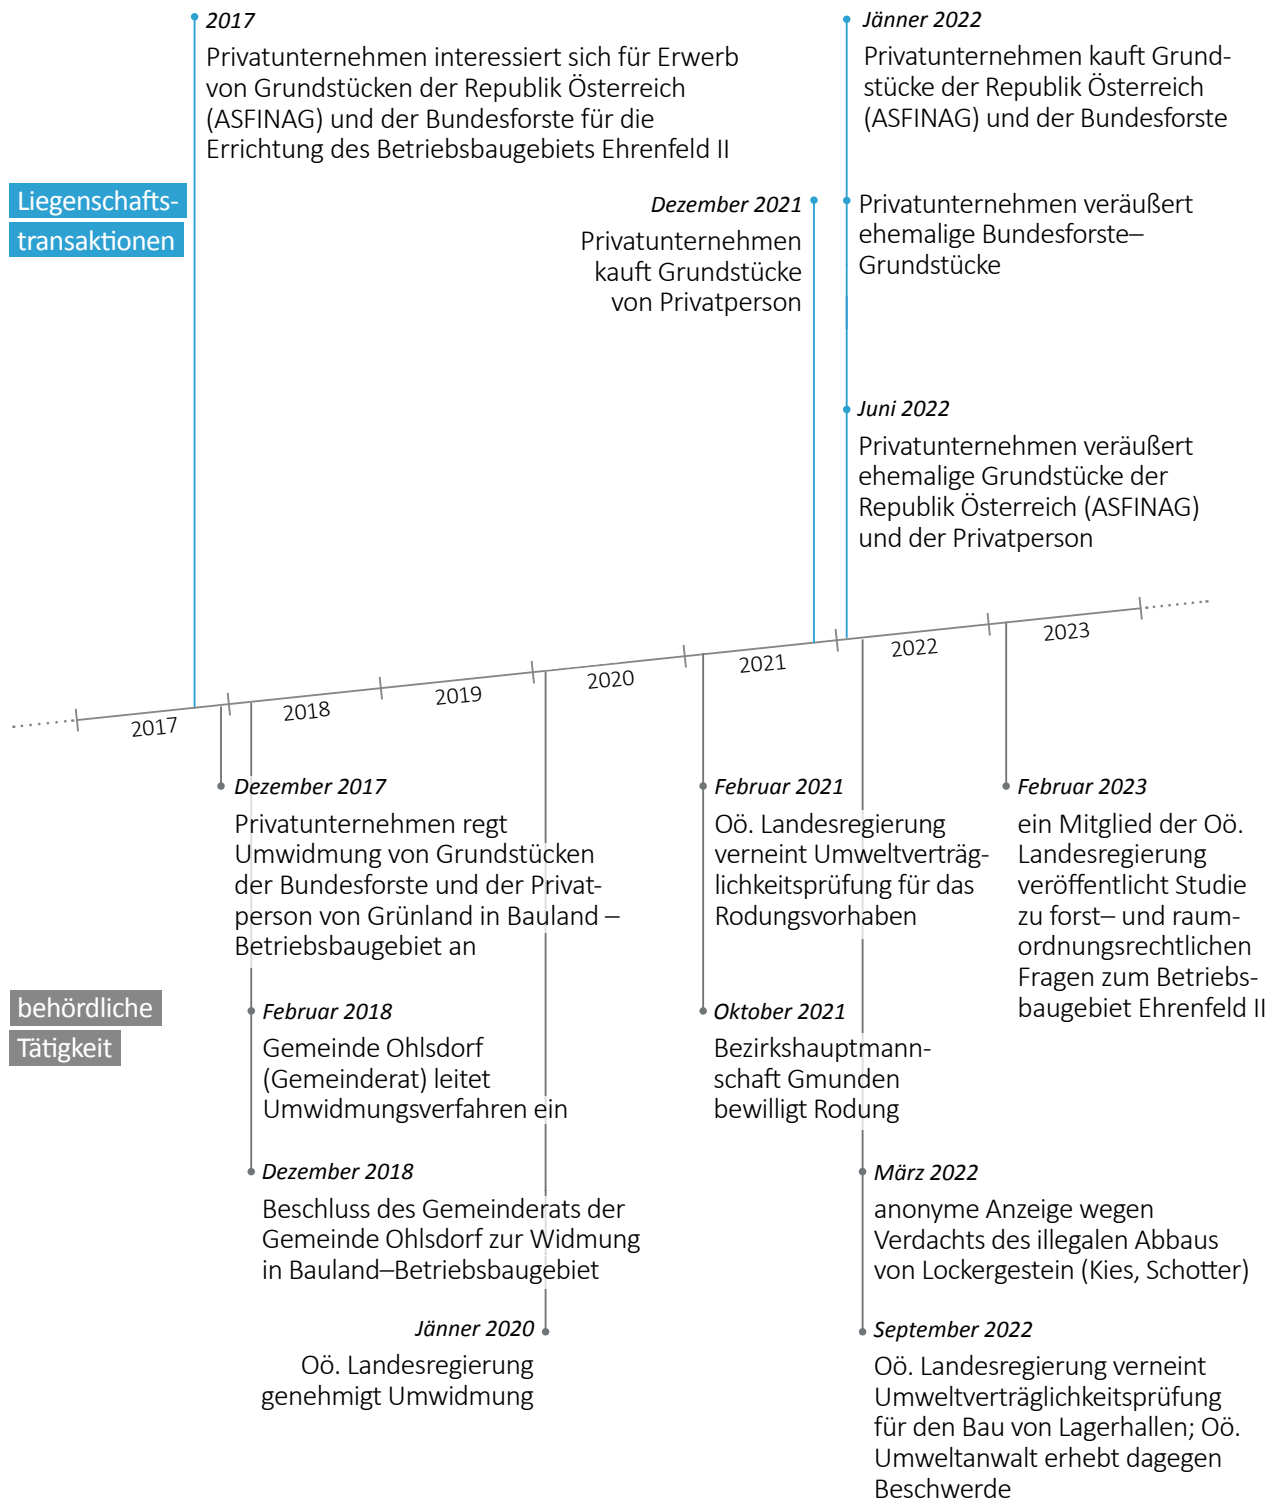 2017
Privatunternehmen interessiert sich für Erwerb
von Grundstücken der Republik Österreich
(ASFINAG) und der Bundesforste für die
Errichtung des Betriebsbaugebiets Ehrenfeld II
Jänner 2022
Privatunternehmen kauft Grund-
stücke der Republik Österreich
(ASFINAG) und der Bundesforste
Liegenschafts-
transaktionen
Dezember 2021
Privatunternehmen
kauft Grundstücke
von Privatperson
Privatunternehmen veräußert
ehemalige Bundesforste–
Grundstücke
Juni 2022
Privatunternehmen veräußert
ehemalige Grundstücke der
Republik Österreich (ASFINAG)
und der Privatperson
2017
2018
2019
2020
2021
2022
2023
Dezember 2017
Privatunternehmen regt
Umwidmung von Grundstücken
der Bundesforste und der Privat-
person von Grünland in Bauland –
Betriebsbaugebiet an
Februar 2021
Oö. Landesregierung
verneint Umweltverträg-
lichkeitsprüfung für das
Rodungsvorhaben
Februar 2023
ein Mitglied der Oö.
Landesregierung
veröffentlicht Studie
zu forst– und raum-
ordnungsrechtlichen
Fragen zum Betriebs-
baugebiet Ehrenfeld II
behördliche
Tätigkeit
Februar 2018
Gemeinde Ohlsdorf
(Gemeinderat) leitet
Umwidmungsverfahren ein
Oktober 2021
Bezirkshauptmann-
schaft Gmunden
bewilligt Rodung
Dezember 2018
Beschluss des Gemeinderats der
Gemeinde Ohlsdorf zur Widmung
in Bauland–Betriebsbaugebiet
März 2022
anonyme Anzeige wegen
Verdachts des illegalen Abbaus
von Lockergestein (Kies, Schotter)
Jänner 2020
Oö. Landesregierung
genehmigt Umwidmung
September 2022
Oö. Landesregierung verneint
Umweltverträglichkeitsprüfung
für den Bau von Lagerhallen; Oö.
Umweltanwalt erhebt dagegen
Beschwerde